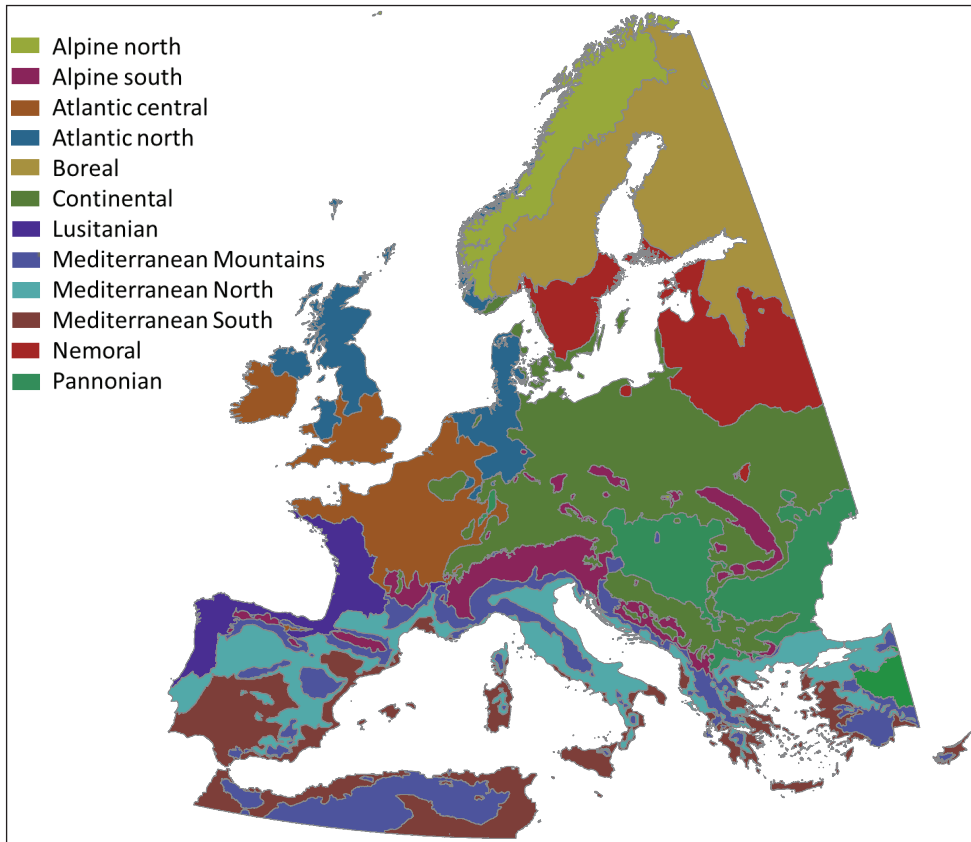 Alpine north
Alpine south
Atlantic central
Atlantic north
Boreal
Continental
Lusitanian
Mediterranean Mountains
Mediterranean North
Mediterranean South
Nemoral
Pannonian